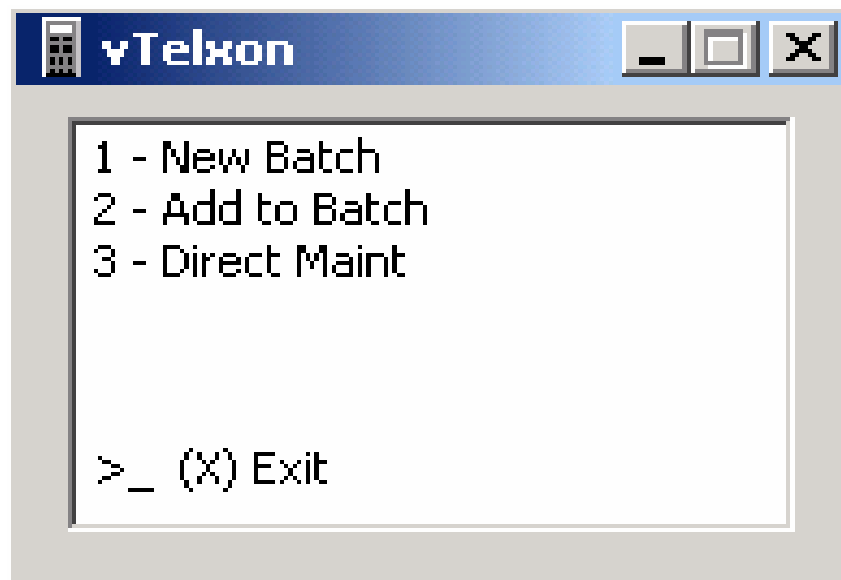 vTelxon
1 - New Batch
2 - Add to Batch
3 - Direct Maint
>_ (X) Exit